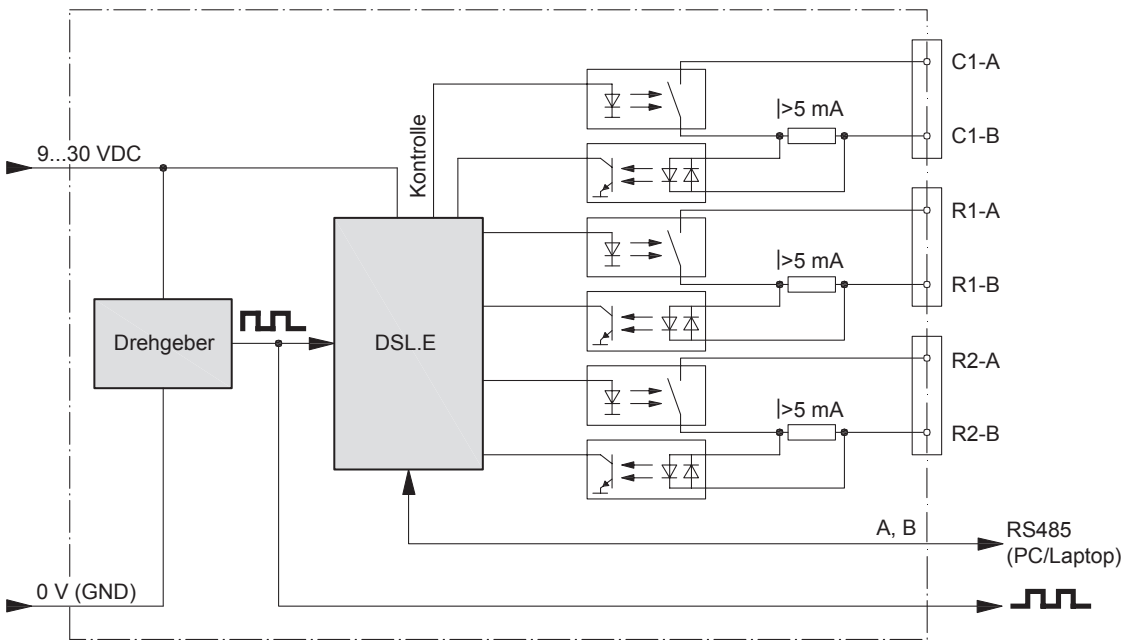 C1-A
|>5 mA
C1-B
9...30 VDC
Kontrolle
R1-A
|>5 mA
R1-B
Drehgeber
DSL.E
R2-A
|>5 mA
R2-B
A, B
RS485
(PC/Laptop)
0 V (GND)